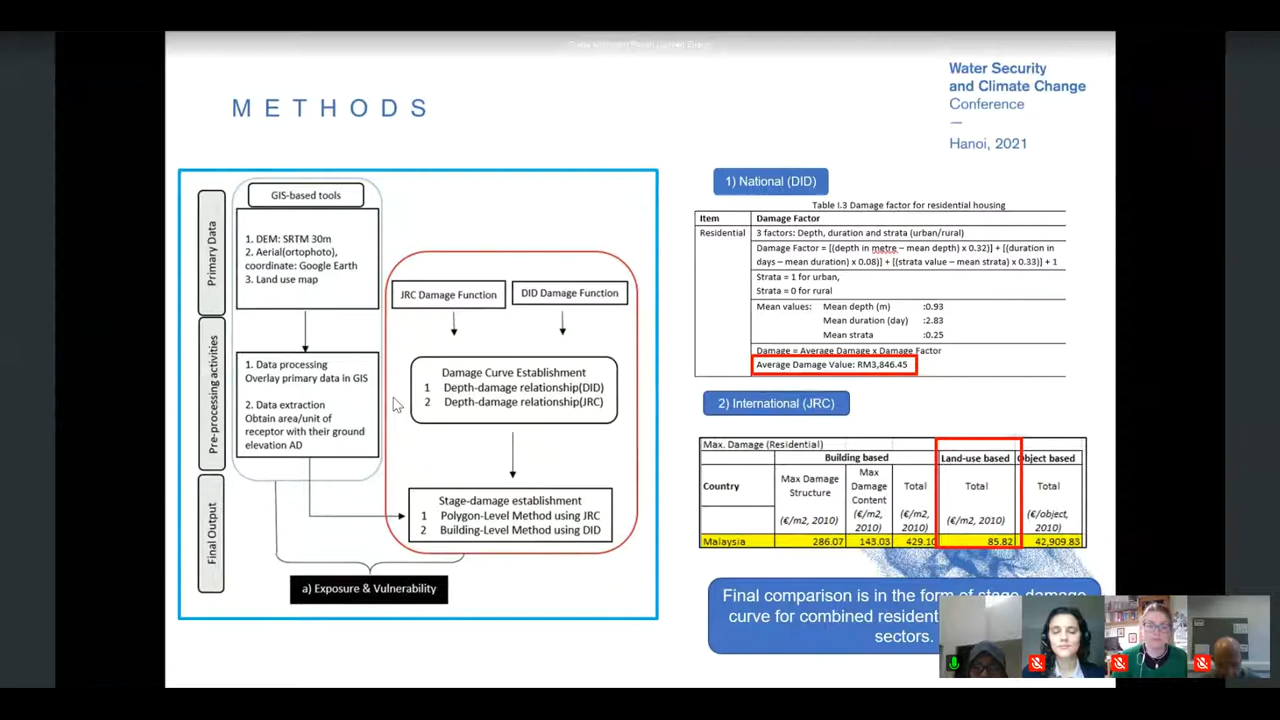 Water Security
and Climate Change
Conference
—
Hanoi, 2021
METHODS
GIS-based tools
Primary Data
1. DEM: SRTM 30m
2. Aerial(ortophoto),
coordinate: Google Earth
3. Land use map
Pre-processing activities
1. Data processing
Overlay primary data in GIS
2. Data extraction
Obtain area/unit of
receptor with their ground
elevation AD
JRC Damage Function
DID Damage Function
Damage Curve Establishment
1 Depth-damage relationship(DID)
2 Depth-damage relationship(JRC)
Final Output
Stage-damage establishment
1 Polygon-Level Method using JRC
2 Building-Level Method using DID
a) Exposure & Vulnerability
1) National (DID)
Table I.3 Damage factor for residential housing
Item Damage Factor
Residential 3 factors: Depth, duration and strata (urban/rural)
Damage Factor = [(depth in metre – mean depth) x 0.32)] + [(duration in
days – mean duration) x 0.08)] + [(strata value – mean strata) x 0.33)] + 1
Strata = 1 for urban,
Strata = 0 for rural
Mean values: Mean depth (m) :0.93
Mean duration (day) :2.83
Mean strata :0.25
Damage = Average Damage x Damage Factor
Average Damage Value: RM3,846.45
2) International (JRC)
Max. Damage (Residential)
Building based Land-use based Object based
Country Max Damage Structure Max Damage Content Total Total Total
(€/m2, 2010) (€/m2, 2010) (€/m2, 2010) (€/m2, 2010) (€/object, 2010)
Malaysia 286.07 143.03 429.10 85.82 42,909.83
Final comparison is in the form of stage-damage
curve for combined resident
sectors.